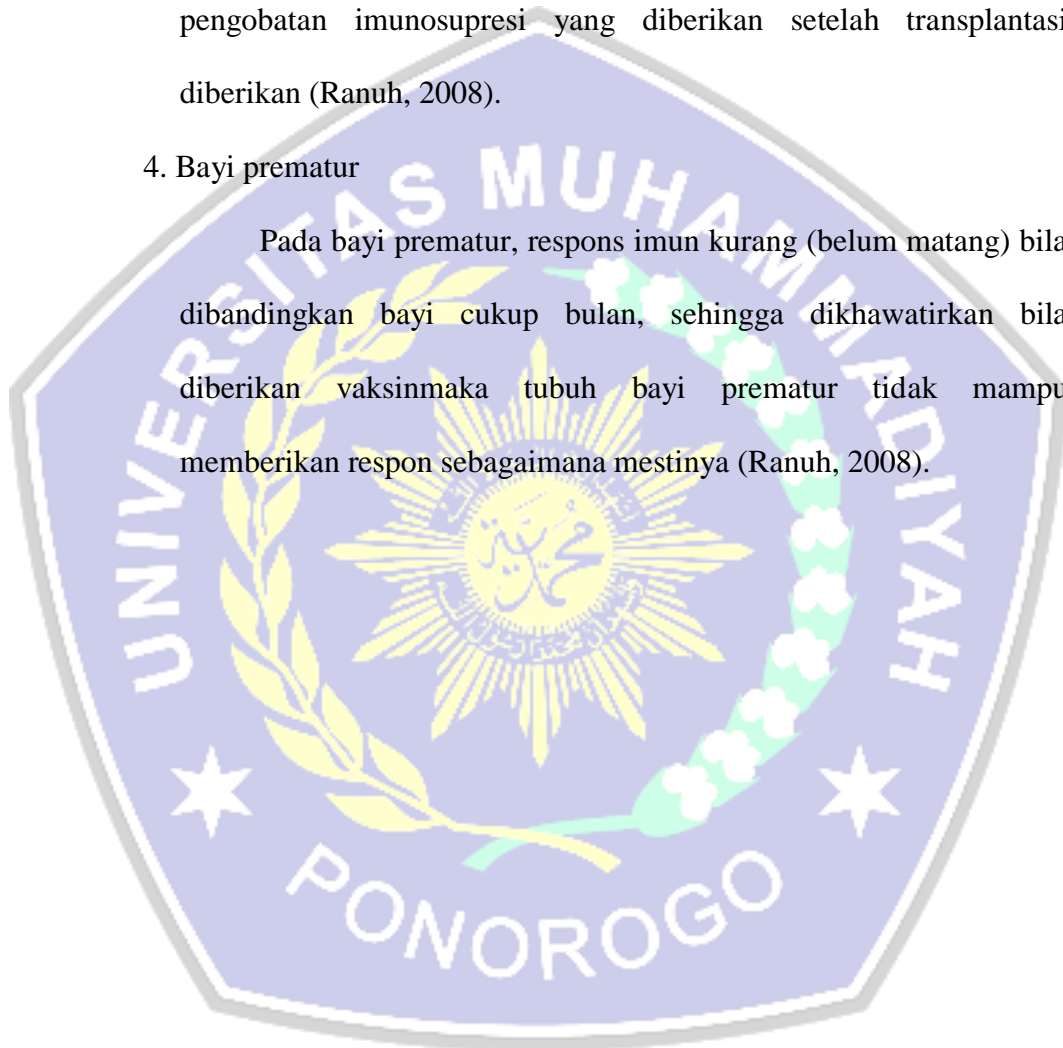 pengobatan imunosupresi yang diberikan setelah transplantasi
diberikan (Ranuh, 2008).
4. Bayi prematur
Pada bayi prematur, respons imun kurang (belum matang) bila
dibandingkan bayi cukup bulan, sehingga dikhawatirkan bila
diberikan vaksinmaka tubuh bayi prematur tidak mampu
memberikan respon sebagaimana mestinya (Ranuh, 2008).
UNIVERSITAS MUHAMMADIYAH
PONOROGO